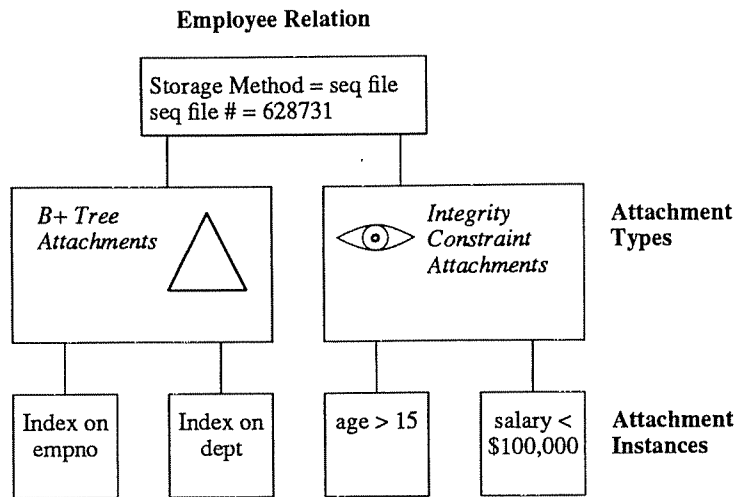 Employee Relation
Storage Method = seq file
seq file # = 628731
B+ Tree
Attachments
Integrity
Constraint
Attachments
Attachment
Types
Index on
empno
Index on
dept
age > 15
salary <
$100,000
Attachment
Instances